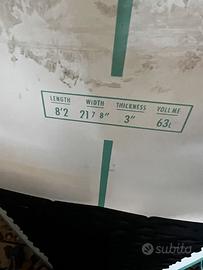 LENGTH WIDTH THICKNESS VOLUME
8'2 21 7 8" 3" 63L
subito